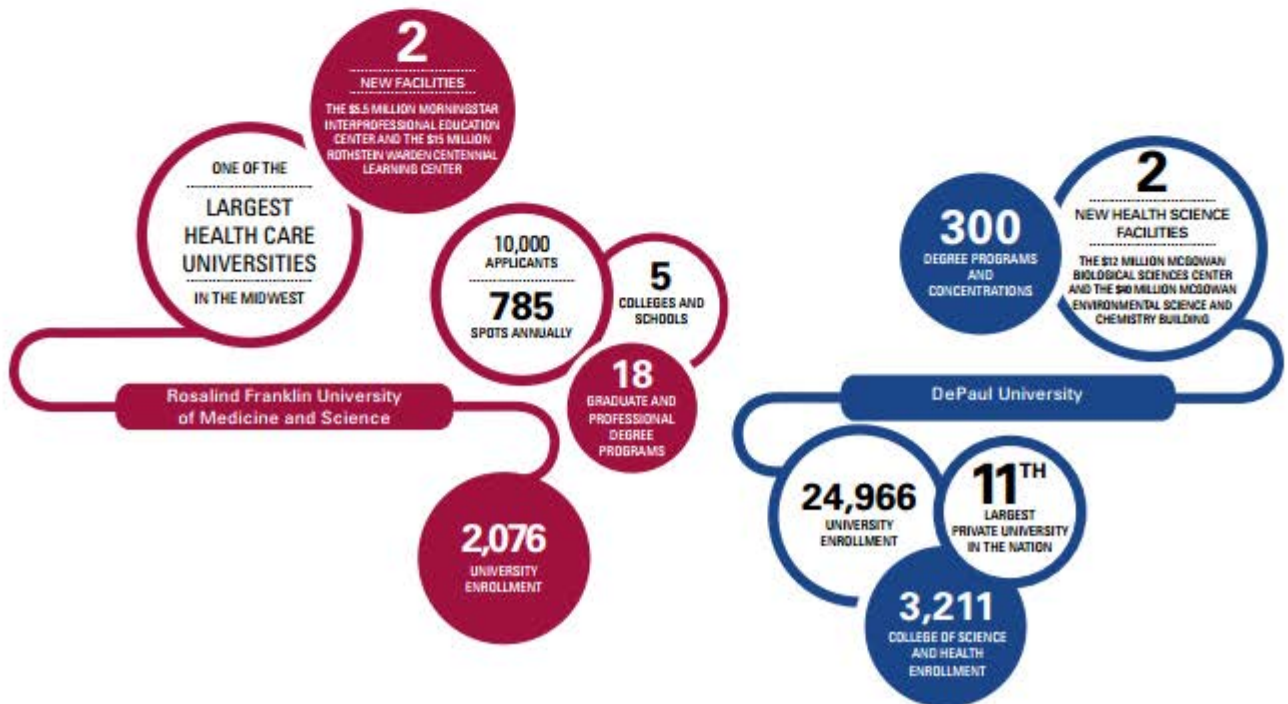 2
NEW FACILITIES
THE $5.5 MILLION MORNINGSTAR
INTERPROFESSIONAL EDUCATION
CENTER AND THE $15 MILLION
ROTHSTEIN WARDEN CENTENNIAL
LEARNING CENTER
ONE OF THE
LARGEST
HEALTH CARE
UNIVERSITIES
IN THE MIDWEST
10,000
APPLICANTS
785
SPOTS ANNUALLY
5
COLLEGES AND
SCHOOLS
18
GRADUATE AND
PROFESSIONAL
DEGREE
PROGRAMS
Rosalind Franklin University
of Medicine and Science
2,076
UNIVERSITY
ENROLLMENT
300
DEGREE PROGRAMS
AND
CONCENTRATIONS
2
NEW HEALTH SCIENCE
FACILITIES
THE $12 MILLION MCGOWAN
BIOLOGICAL SCIENCES CENTER
AND THE $40 MILLION MCGOWAN
ENVIRONMENTAL SCIENCE AND
CHEMISTRY BUILDING
DePaul University
24,966
UNIVERSITY
ENROLLMENT
11TH
LARGEST
PRIVATE UNIVERSITY
IN THE NATION
3,211
COLLEGE OF SCIENCE
AND HEALTH
ENROLLMENT